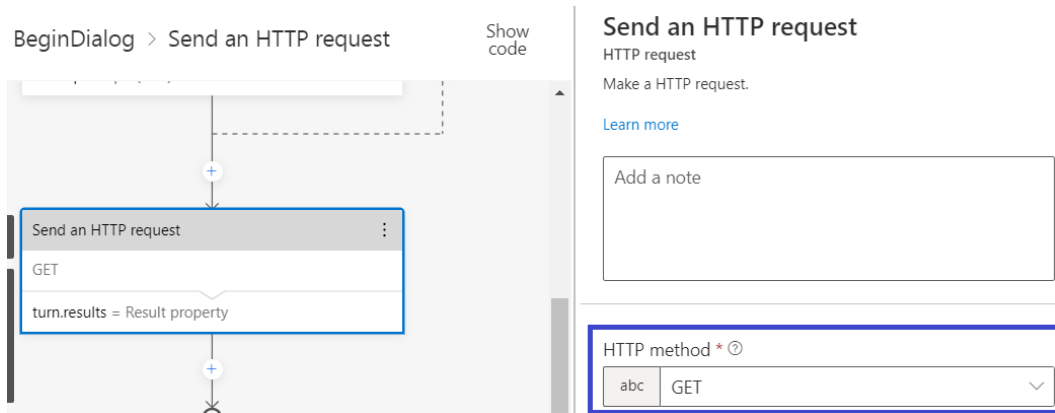 BeginDialog > Send an HTTP request
Show
code
Send an HTTP request
GET
turn.results = Result property
Send an HTTP request
HTTP request
Make a HTTP request.
Learn more
Add a note
HTTP method *
abc GET